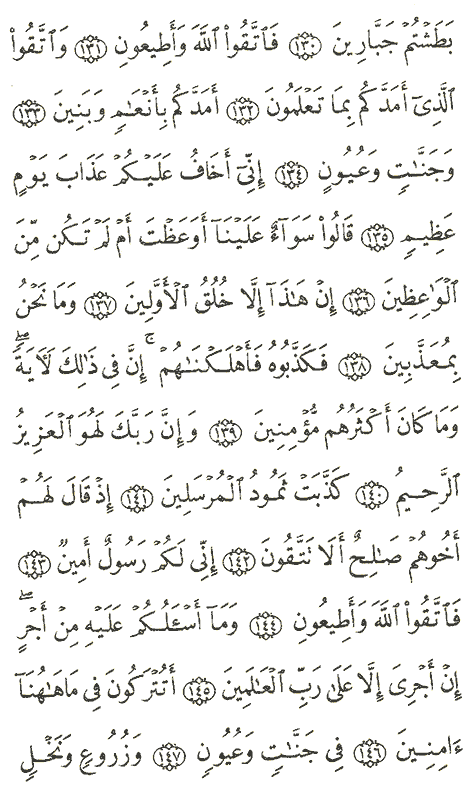 بَطَشۡتُمۡ جَبَّارِينَ ١٣٠ فَٱتَّقُواْ ٱللَّهَ وَأَطِيعُونِ ١٣١ وَٱتَّقُواْ
ٱلَّذِيٓ أَمَدَّكُم بِمَا تَعۡلَمُونَ ١٣٢ أَمَدَّكُم بِأَنۡعَٰمٖ وَبَنِينَ ١٣٣
وَجَنَّٰتٖ وَعُيُونٍ ١٣٤ إِنِّيٓ أَخَافُ عَلَيۡكُمۡ عَذَابَ يَوۡمٍ
عَظِيمٖ ١٣٥ قَالُواْ سَوَآءٌ عَلَيۡنَآ أَوَعَظۡتَ أَمۡ لَمۡ تَكُن مِّنَ
ٱلۡوَٰعِظِينَ ١٣٦ إِنۡ هَٰذَآ إِلَّا خُلُقُ ٱلۡأَوَّلِينَ ١٣٧ وَمَا نَحۡنُ
بِمُعَذَّبِينَ ١٣٨ فَكَذَّبُوهُ فَأَهۡلَكۡنَٰهُمۡۚ إِنَّ فِي ذَٰلِكَ لَأٓيَةٗۖ
وَمَا كَانَ أَكۡثَرُهُم مُّؤۡمِنِينَ ١٣٩ وَإِنَّ رَبَّكَ لَهُوَ ٱلۡعَزِيزُ
ٱلرَّحِيمُ ١٤٠ كَذَّبَتۡ ثَمُودُ ٱلۡمُرۡسَلِينَ ١٤١ إِذۡ قَالَ لَهُمۡ
أَخُوهُمۡ صَٰلِحٌ أَلَا تَتَّقُونَ ١٤٢ إِنِّي لَكُمۡ رَسُولٌ أَمِينٞ ١٤٣
فَٱتَّقُواْ ٱللَّهَ وَأَطِيعُونِ ١٤٤ وَمَآ أَسۡـَٔلُكُمۡ عَلَيۡهِ مِنۡ أَجۡرٍۖ
إِنۡ أَجۡرِيَ إِلَّا عَلَىٰ رَبِّ ٱلۡعَٰلَمِينَ ١٤٥ أَتُتۡرَكُونَ فِي مَا هَٰهُنَآ
ءَامِنِينَ ١٤٦ فِي جَنَّٰتٖ وَعُيُونٖ ١٤٧ وَزُرُوعٖ وَنَخۡلٖ